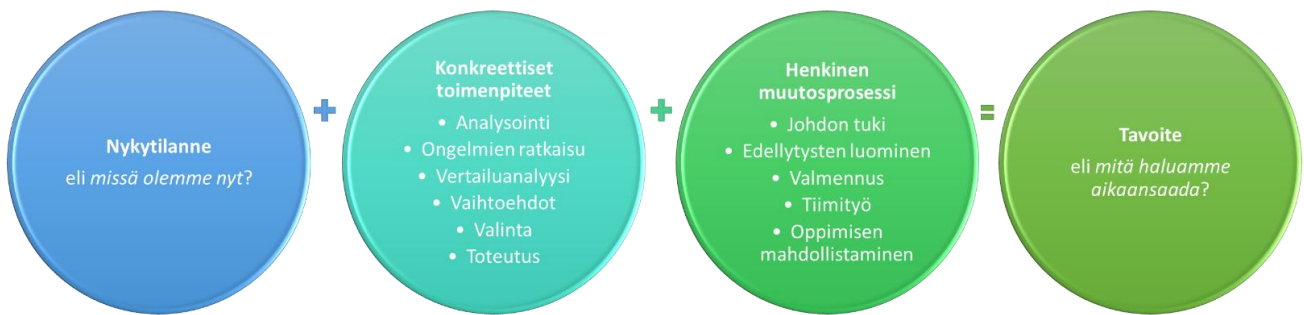 Nykytilanne
eli missä olemme nyt?
+
Konkreettiset
toimenpiteet
• Analysointi
• Ongelmien ratkaisu
• Vertailuanalyysi
• Vaihtoehdot
• Valinta
• Toteutus
+
Henkinen
muutosprosessi
• Johdon tuki
• Edellytysten luominen
• Valmennus
• Tiimityö
• Oppimisen
mahdollistaminen
=
Tavoite
eli mitä haluamme
aikaansaada?